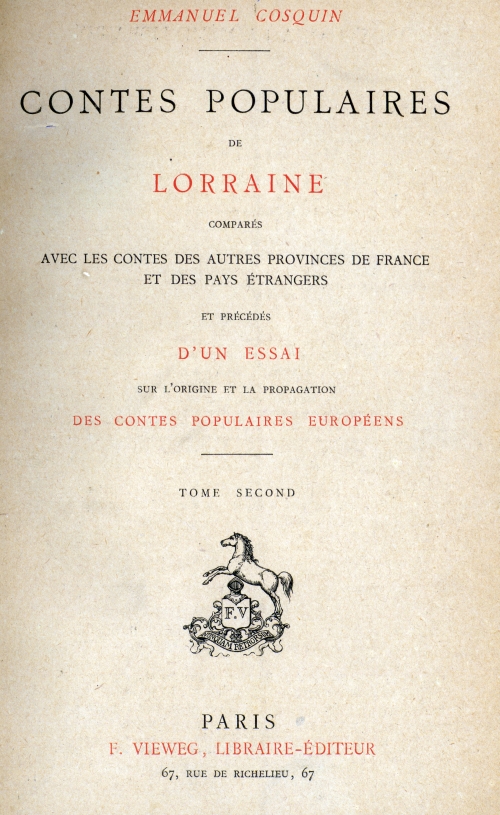 EMMANUEL COSQUIN
CONTES POPULAIRES
DE
LORRAINE
COMPARÉS
AVEC LES CONTES DES AUTRES PROVINCES DE FRANCE
ET DES PAYS ÉTRANGERS
ET PRÉCÉDÉS
D'UN ESSAI
SUR L'ORIGINE ET LA PROPAGATION
DES CONTES POPULAIRES EUROPÉENS
TOME SECOND
F.V
PARIS
F. VIEWEG, LIBRAIRE-ÉDITEUR
67, RUE DE RICHELIEU, 67